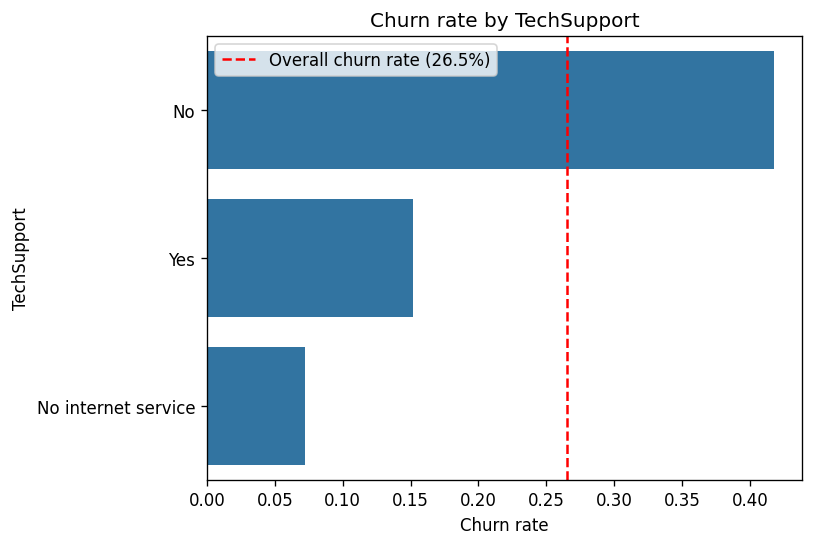 Churn rate by TechSupport
Overall churn rate (26.5%)
TechSupport
No
Yes
No internet service
0.00 0.05 0.10 0.15 0.20 0.25 0.30 0.35 0.40
Churn rate